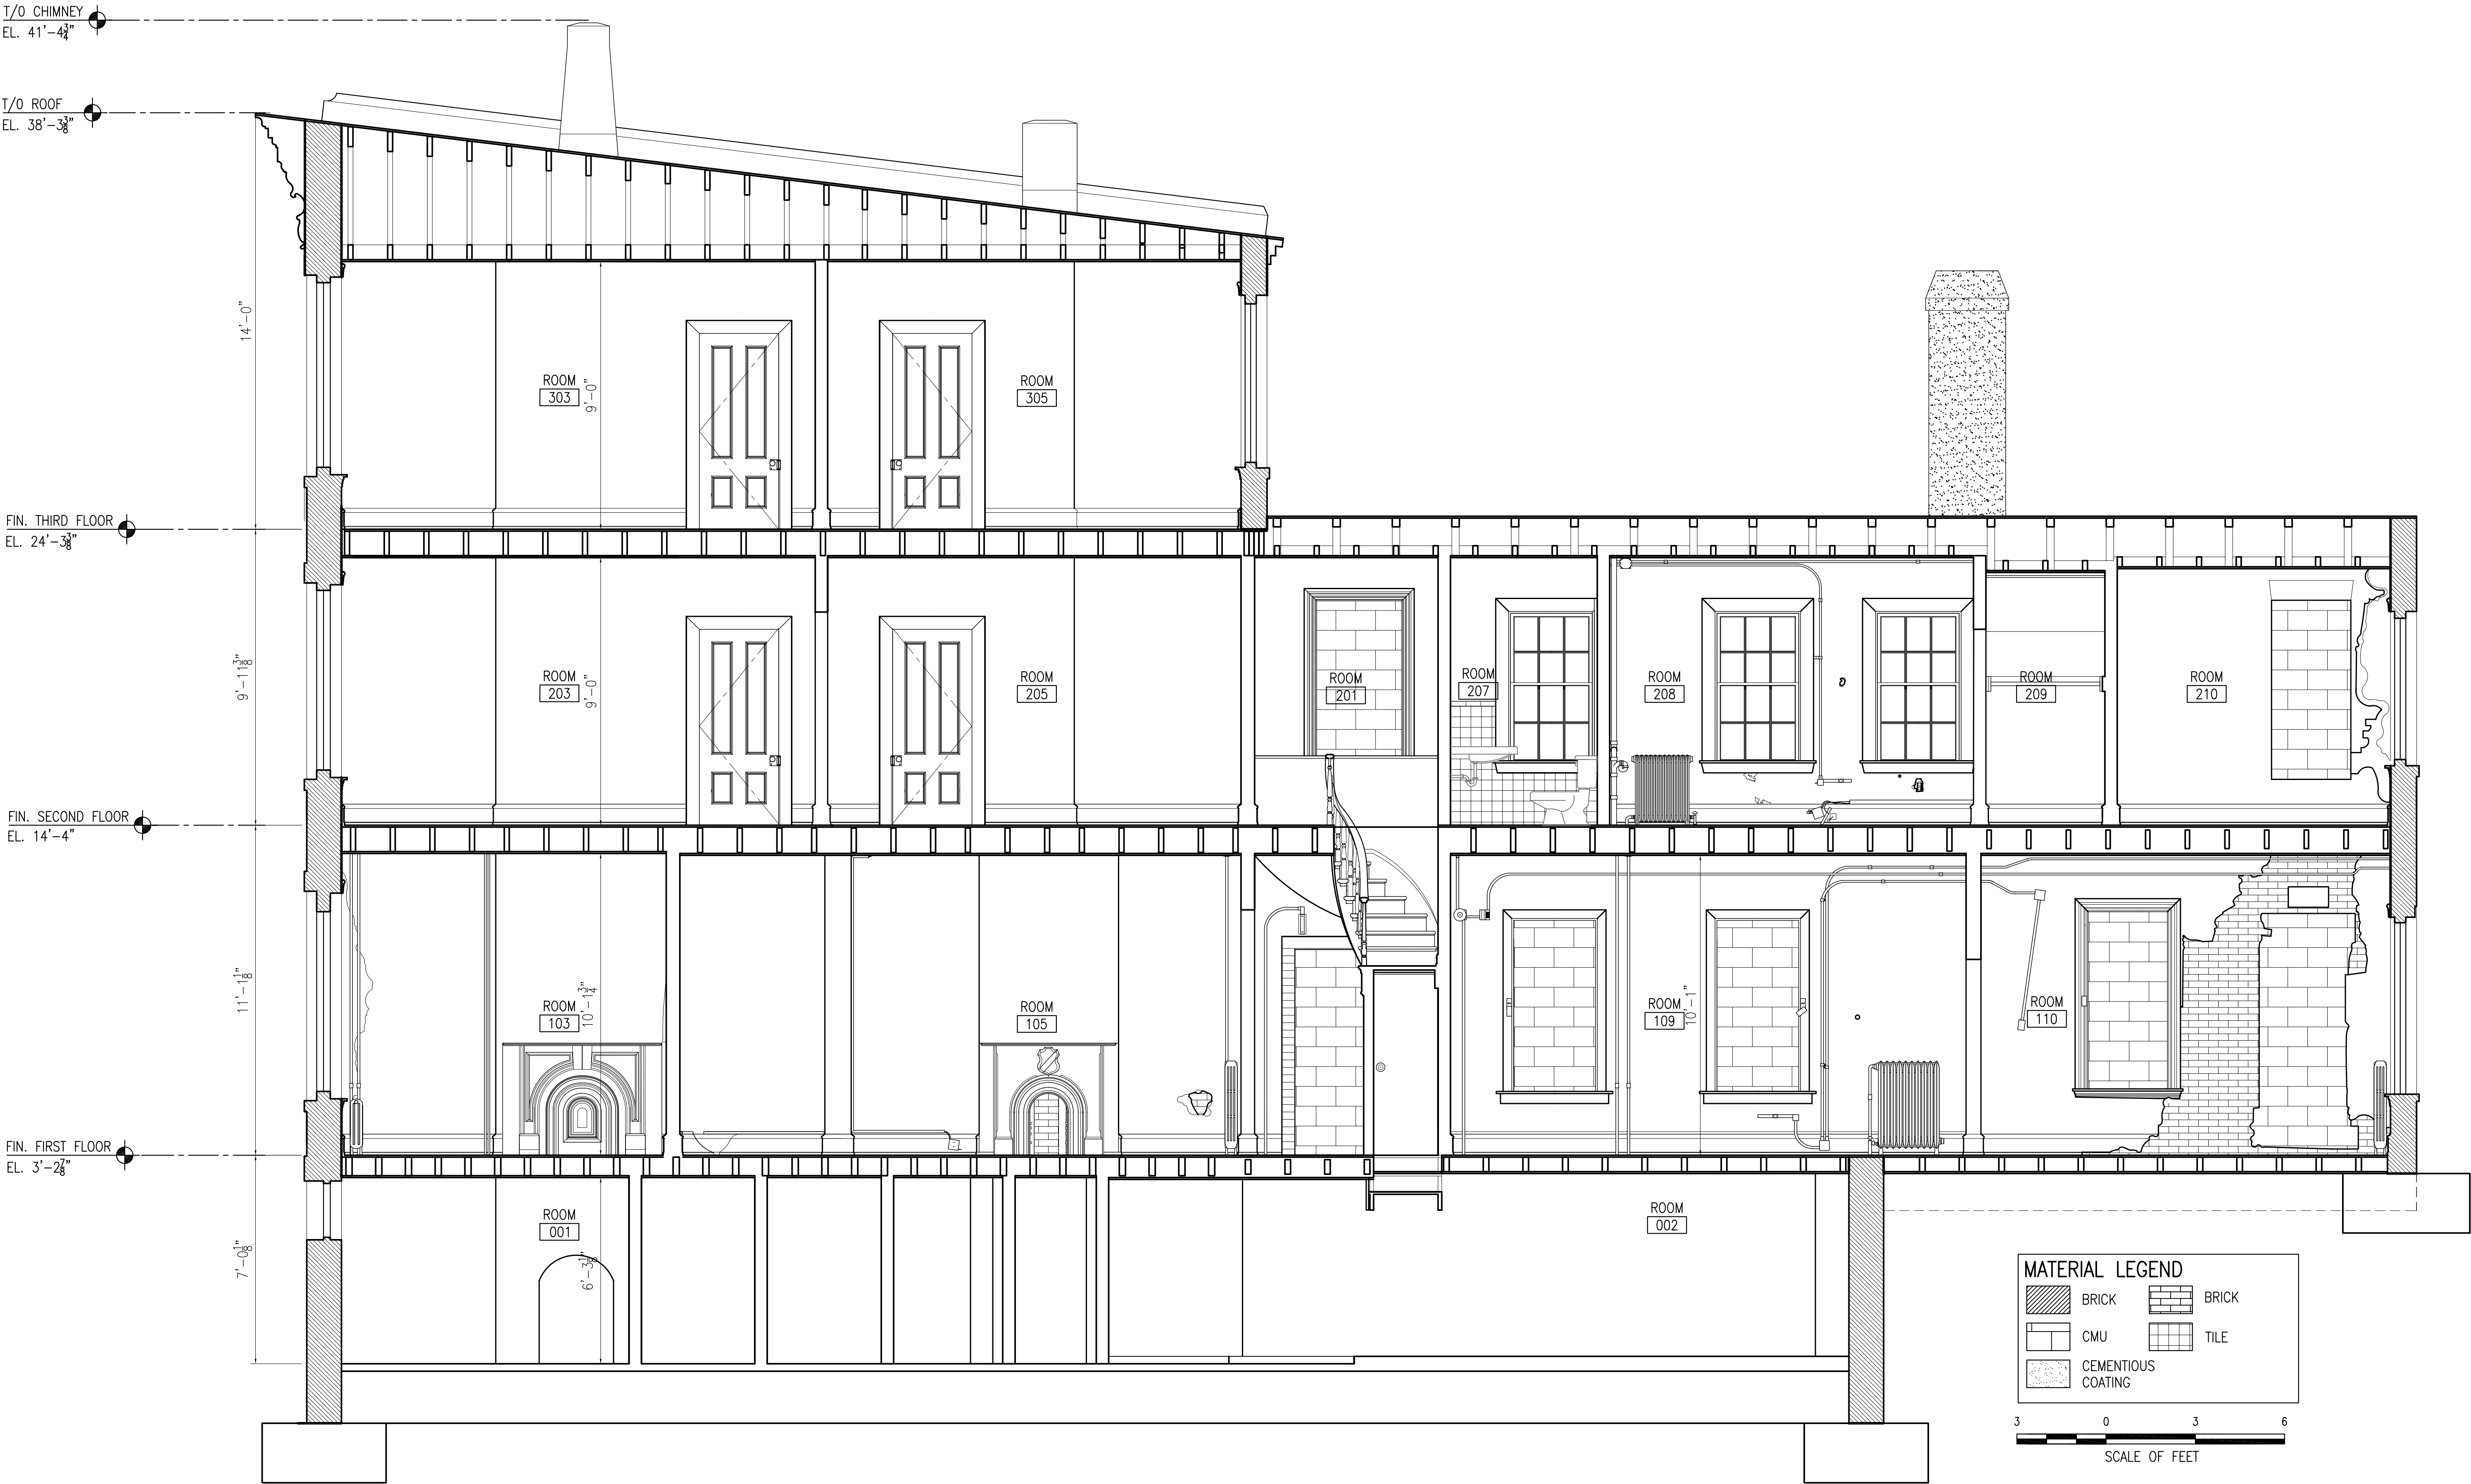 T/O CHIMNEY
EL. 41'-4¾"
T/O ROOF
EL. 38'-3⅜"
14'-0"
ROOM
303
9'-0"
ROOM
305
FIN. THIRD FLOOR
EL. 24'-3⅜"
9'-11⅜"
ROOM
203
9'-0"
ROOM
205
ROOM
201
ROOM
207
ROOM
208
ROOM
209
ROOM
210
FIN. SECOND FLOOR
EL. 14'-4"
11'-1⅛"
ROOM
103
10'-1¾"
ROOM
105
ROOM
109
10'-1"
ROOM
110
FIN. FIRST FLOOR
EL. 3'-2⅞"
7'-0⅛"
ROOM
001
6'-3⅛"
ROOM
002
MATERIAL LEGEND
BRICK
BRICK
CMU
TILE
CEMENTIOUS
COATING
3 0 3 6
SCALE OF FEET